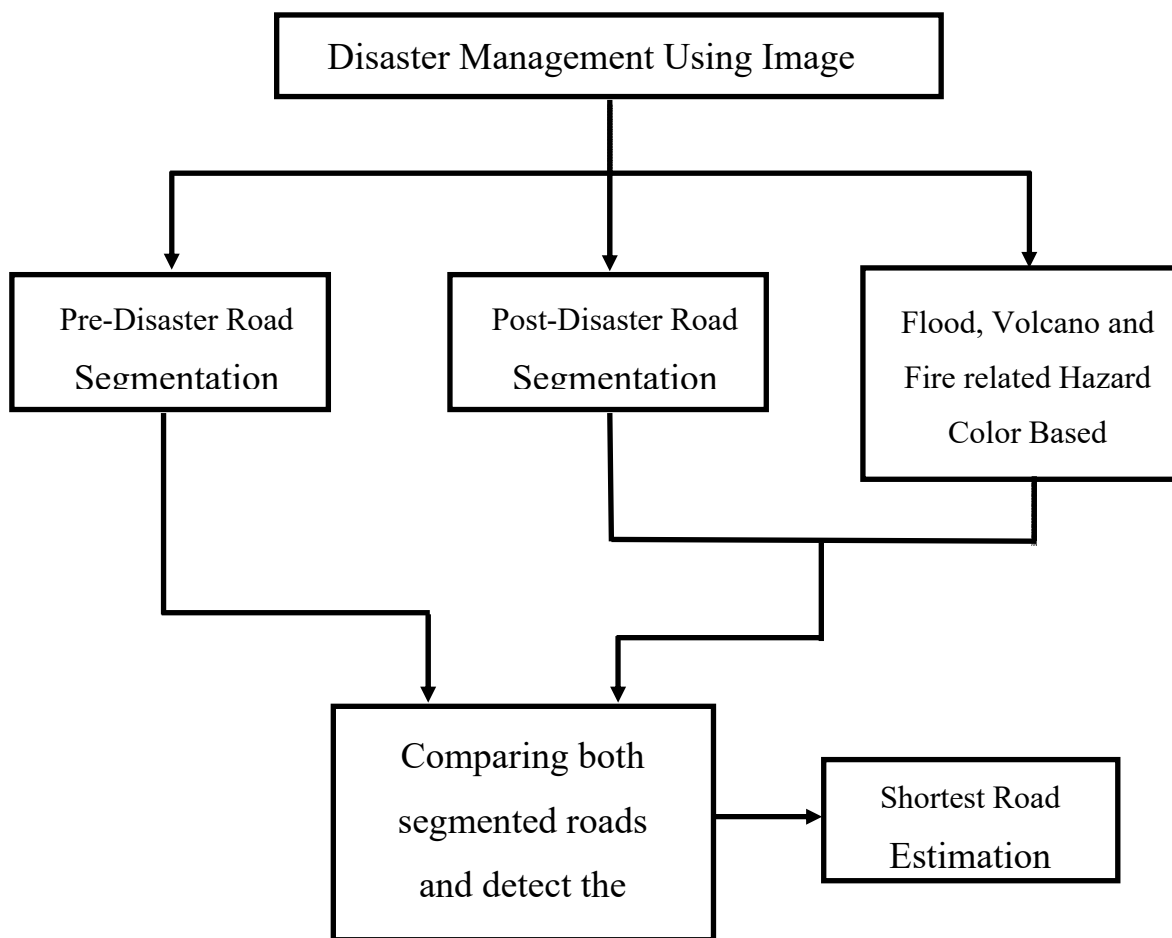 Disaster Management Using Image
Pre-Disaster Road
Segmentation
Post-Disaster Road
Segmentation
Flood, Volcano and
Fire related Hazard
Color Based
Comparing both
segmented roads
and detect the
Shortest Road
Estimation